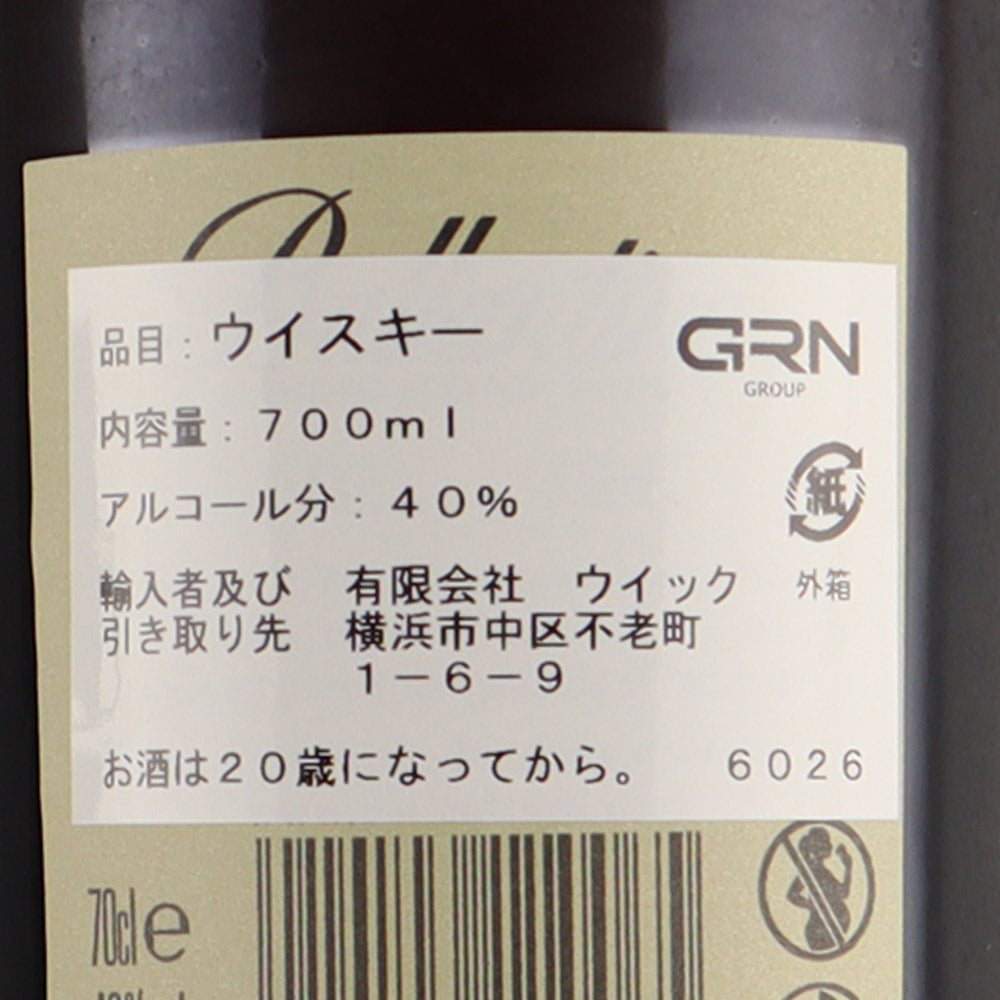 品目：ウイスキー
GRN
GROUP
内容量：７００ｍｌ
アルコール分：４０％
紙
外箱
輸入者及び 有限会社 ウイック
引き取り先 横浜市中区不老町
１－６－９
お酒は２０歳になってから。 ６０２６
70cl e